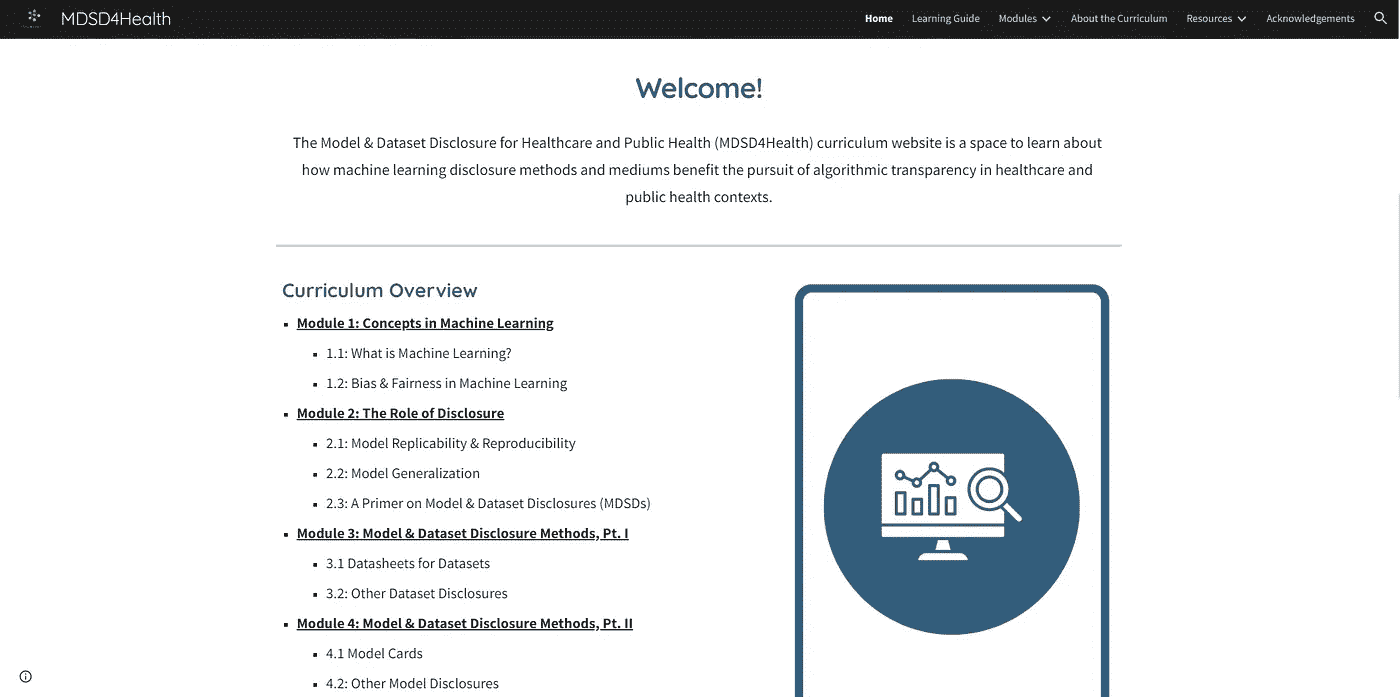 MDSD4Health
Home Learning Guide Modules About the Curriculum Resources Acknowledgements
Welcome!
The Model & Dataset Disclosure for Healthcare and Public Health (MDSD4Health) curriculum website is a space to learn about
how machine learning disclosure methods and mediums benefit the pursuit of algorithmic transparency in healthcare and
public health contexts.
Curriculum Overview
Module 1: Concepts in Machine Learning
1.1: What is Machine Learning?
1.2: Bias & Fairness in Machine Learning
Module 2: The Role of Disclosure
2.1: Model Replicability & Reproducibility
2.2: Model Generalization
2.3: A Primer on Model & Dataset Disclosures (MDSDs)
Module 3: Model & Dataset Disclosure Methods, Pt. I
3.1 Datasheets for Datasets
3.2: Other Dataset Disclosures
Module 4: Model & Dataset Disclosure Methods, Pt. II
4.1 Model Cards
4.2: Other Model Disclosures